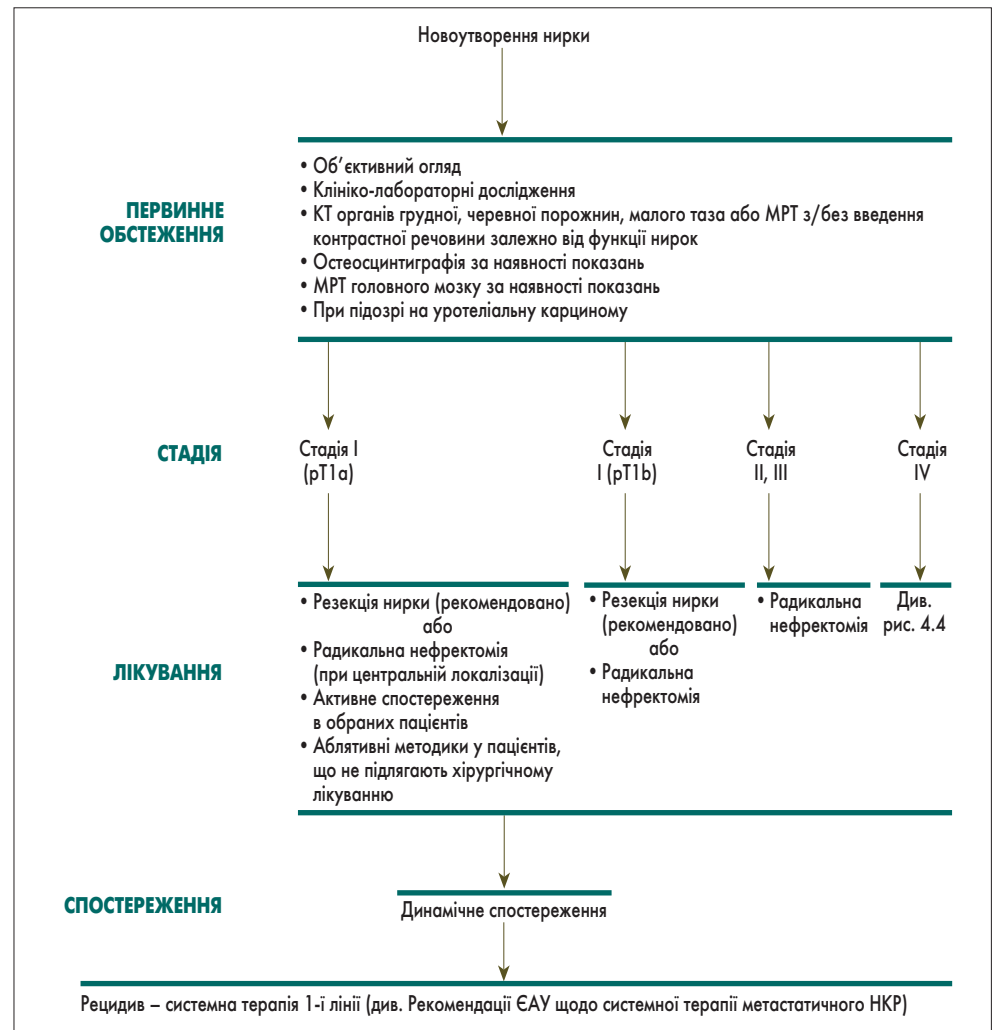 Новоутворення нирки
ПЕРВИННЕ
ОБСТЕЖЕННЯ
• Об’єктивний огляд
• Клініко-лабораторні дослідження
• КТ органів грудної, черевної порожнин, малого таза або МРТ з/без введення
контрастної речовини залежно від функції нирок
• Остеосцинтиграфія за наявності показань
• МРТ головного мозку за наявності показань
• При підозрі на уротеліальну карциному
СТАДІЯ
Стадія I
(pT1a)
Стадія
I (pT1b)
Стадія
II, III
Стадія
IV
ЛІКУВАННЯ
• Резекція нирки (рекомендовано)
або
• Радикальна нефректомія
(при центральній локалізації)
• Активне спостереження
в обраних пацієнтів
• Аблятивні методики у пацієнтів,
що не підлягають хірургічному
лікуванню
• Резекція нирки
(рекомендовано)
або
• Радикальна
нефректомія
• Радикальна
нефректомія
Див.
рис. 4.4
СПОСТЕРЕЖЕННЯ
Динамічне спостереження
Рецидив – системна терапія 1-ї лінії (див. Рекомендації ЄАУ щодо системної терапії метастатичного НКР)